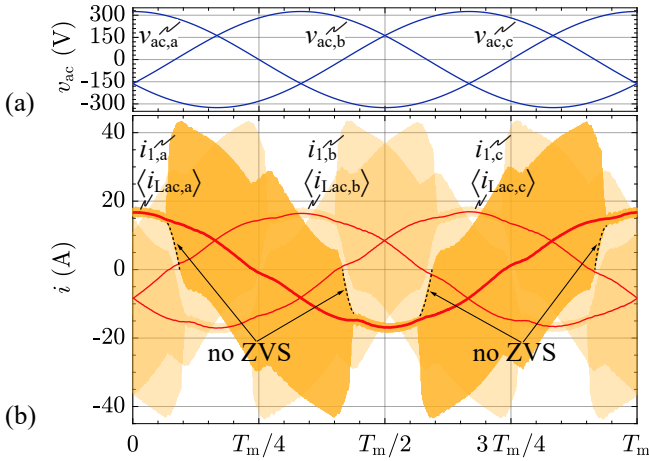 300
150
0
-150
-300
v_ac (V)
v_ac,a
v_ac,b
v_ac,c
(a)
40
20
0
-20
-40
i (A)
i_1,a
i_1,b
i_1,c
⟨i_Lac,a⟩
⟨i_Lac,b⟩
⟨i_Lac,c⟩
no ZVS
no ZVS
(b)
0
T_m/4
T_m/2
3 T_m/4
T_m